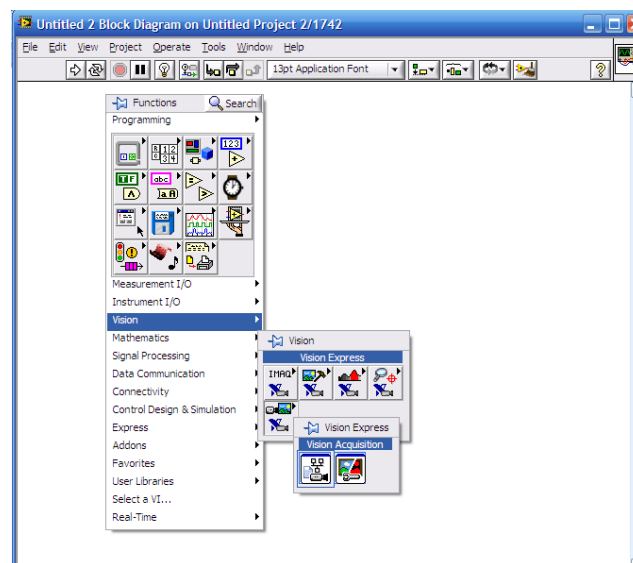 Untitled 2 Block Diagram on Untitled Project 2/1742
File Edit View Project Operate Tools Window Help
13pt Application Font
Functions Search
Programming
Measurement I/O
Instrument I/O
Vision
Mathematics
Signal Processing
Data Communication
Connectivity
Control Design & Simulation
Express
Addons
Favorites
User Libraries
Select a VI...
Real-Time
Vision
Vision Express
IMAQ
Vision Express
Vision Acquisition